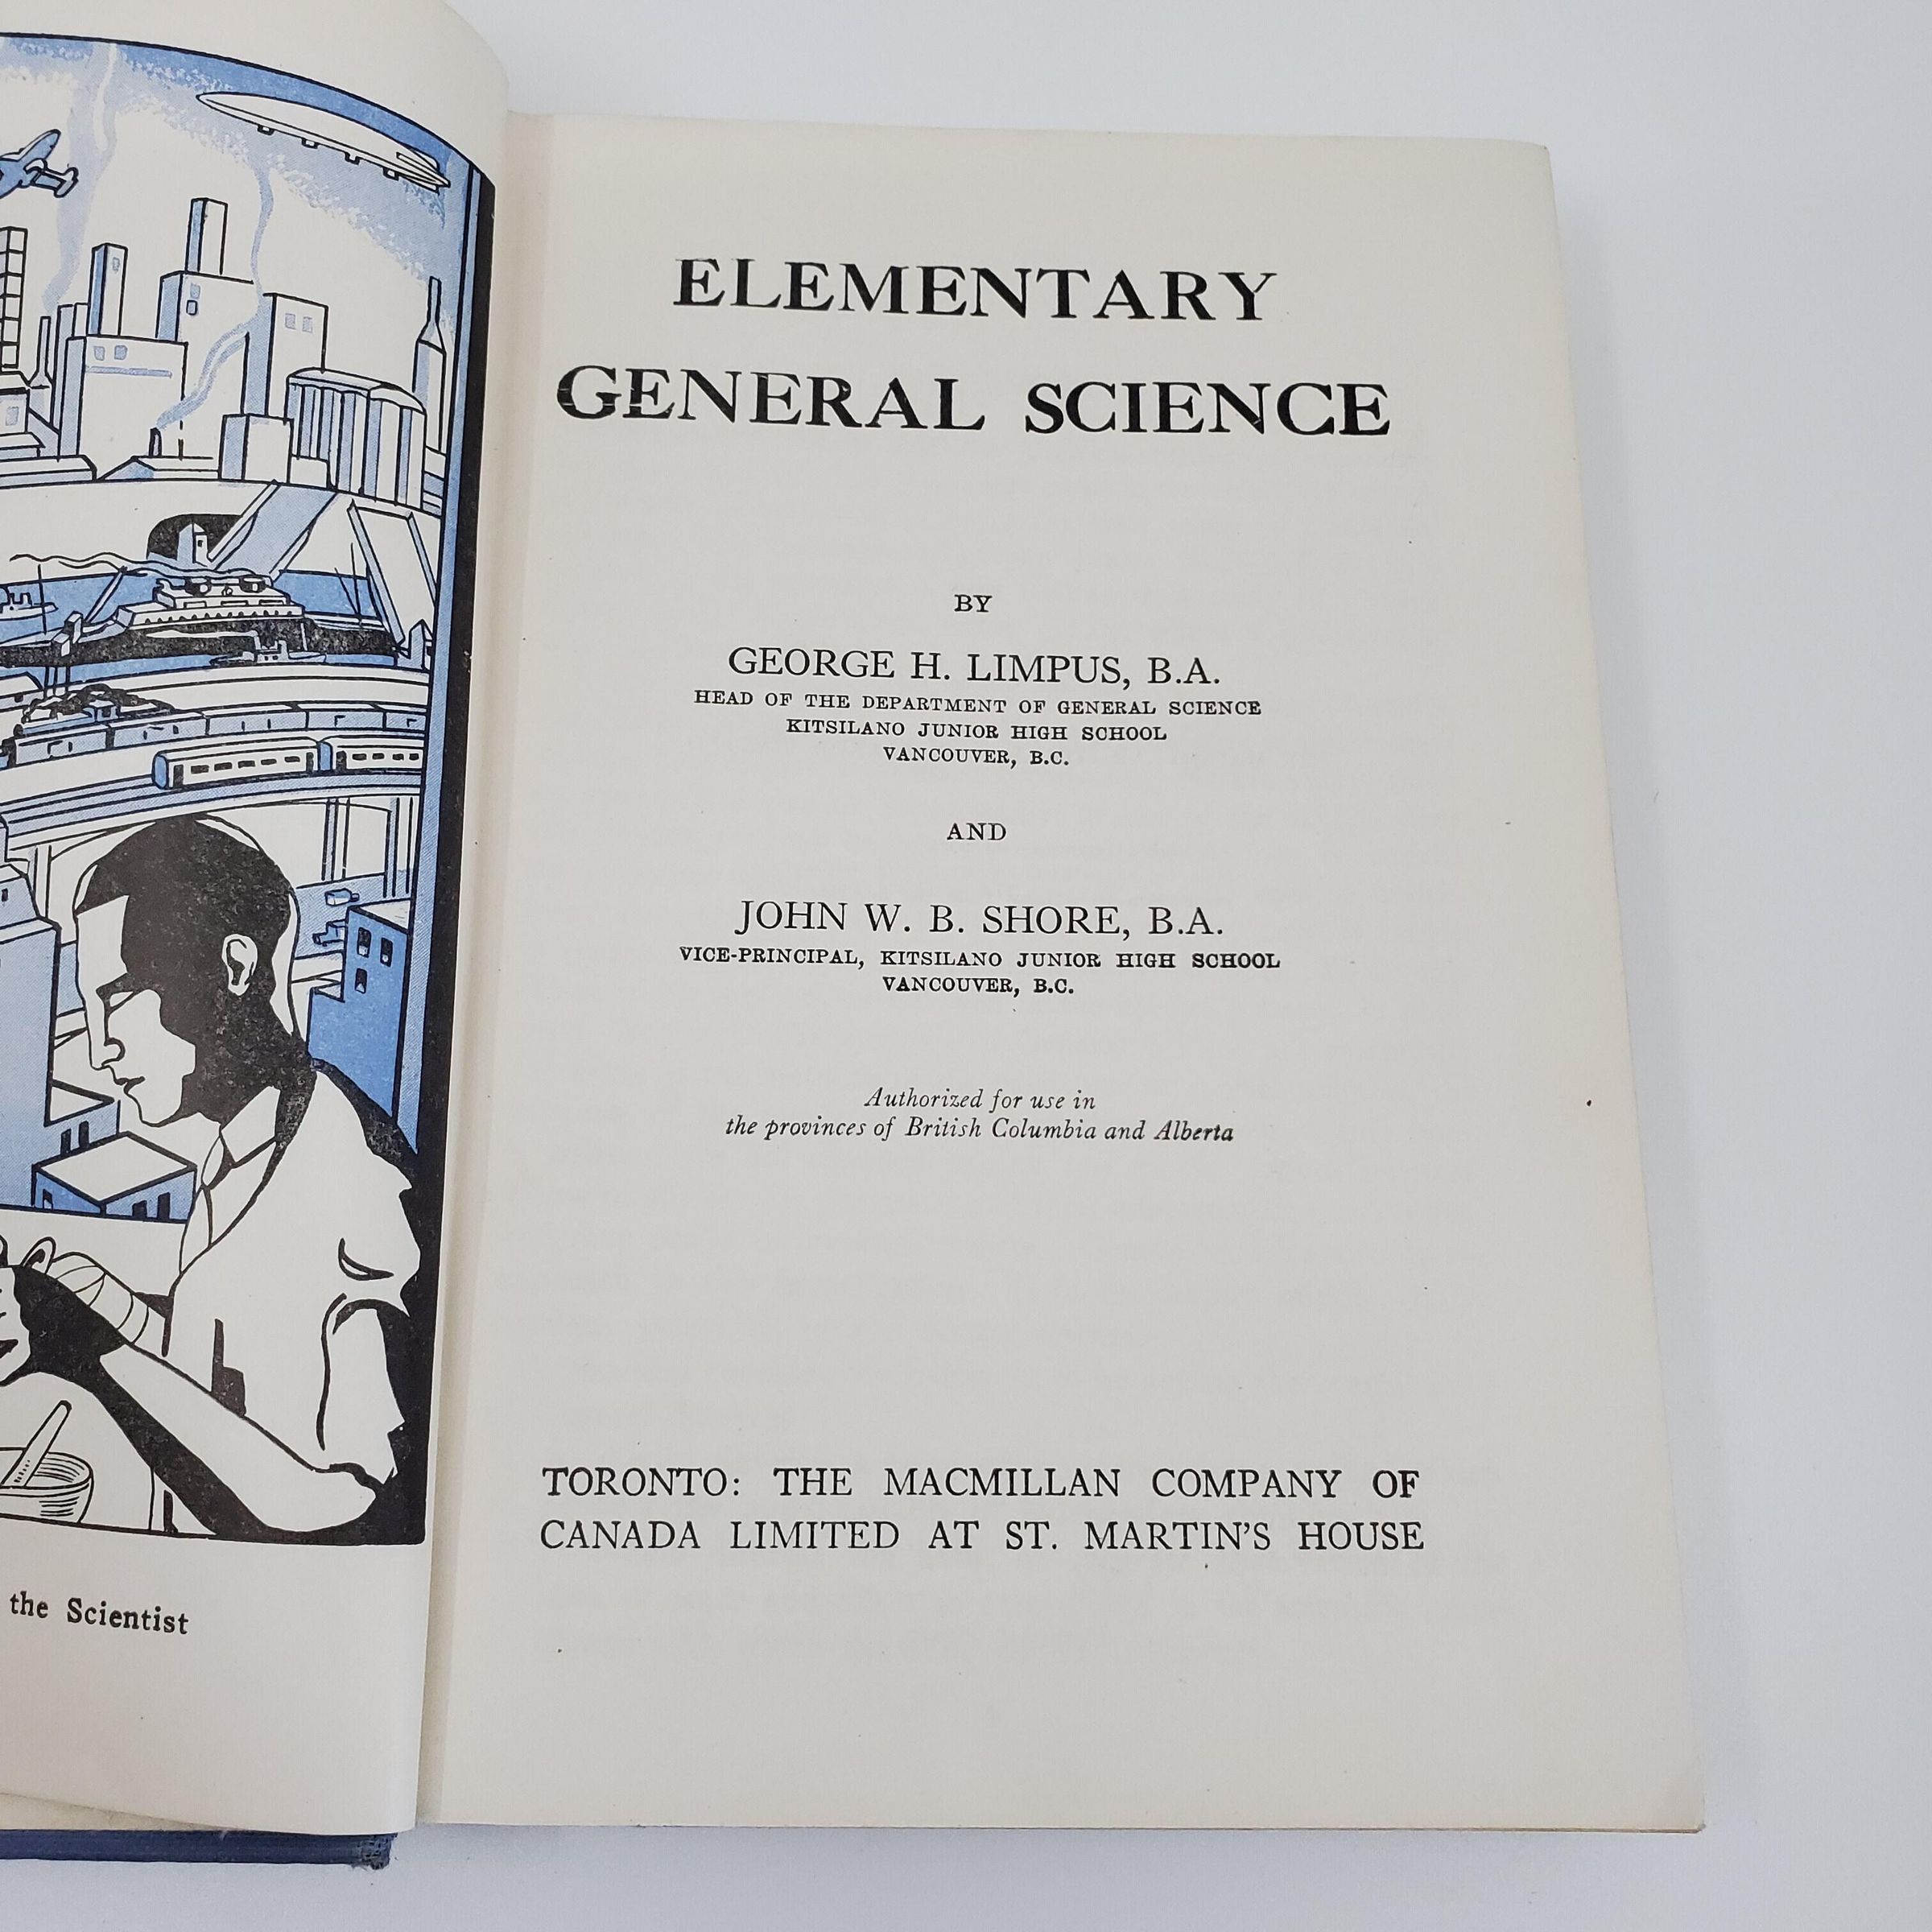 the Scientist
ELEMENTARY
GENERAL SCIENCE
BY
GEORGE H. LIMPUS, B.A.
HEAD OF THE DEPARTMENT OF GENERAL SCIENCE
KITSILANO JUNIOR HIGH SCHOOL
VANCOUVER, B.C.
AND
JOHN W. B. SHORE, B.A.
VICE-PRINCIPAL, KITSILANO JUNIOR HIGH SCHOOL
VANCOUVER, B.C.
Authorized for use in
the provinces of British Columbia and Alberta
TORONTO: THE MACMILLAN COMPANY OF
CANADA LIMITED AT ST. MARTIN'S HOUSE